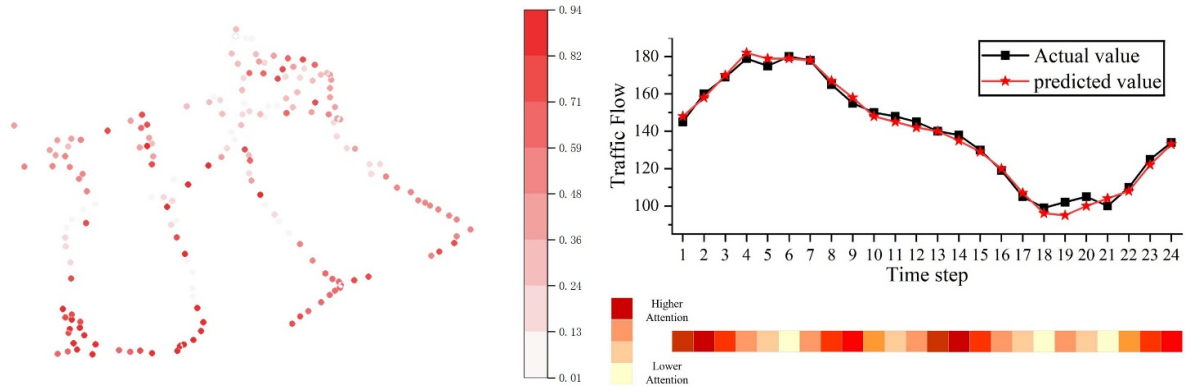 0.94
0.82
0.71
0.59
0.48
0.36
0.24
0.13
0.01
Traffic Flow
180
160
140
120
100
Actual value
predicted value
1 2 3 4 5 6 7 8 9 10 11 12 13 14 15 16 17 18 19 20 21 22 23 24
Time step
Higher
Attention
Lower
Attention